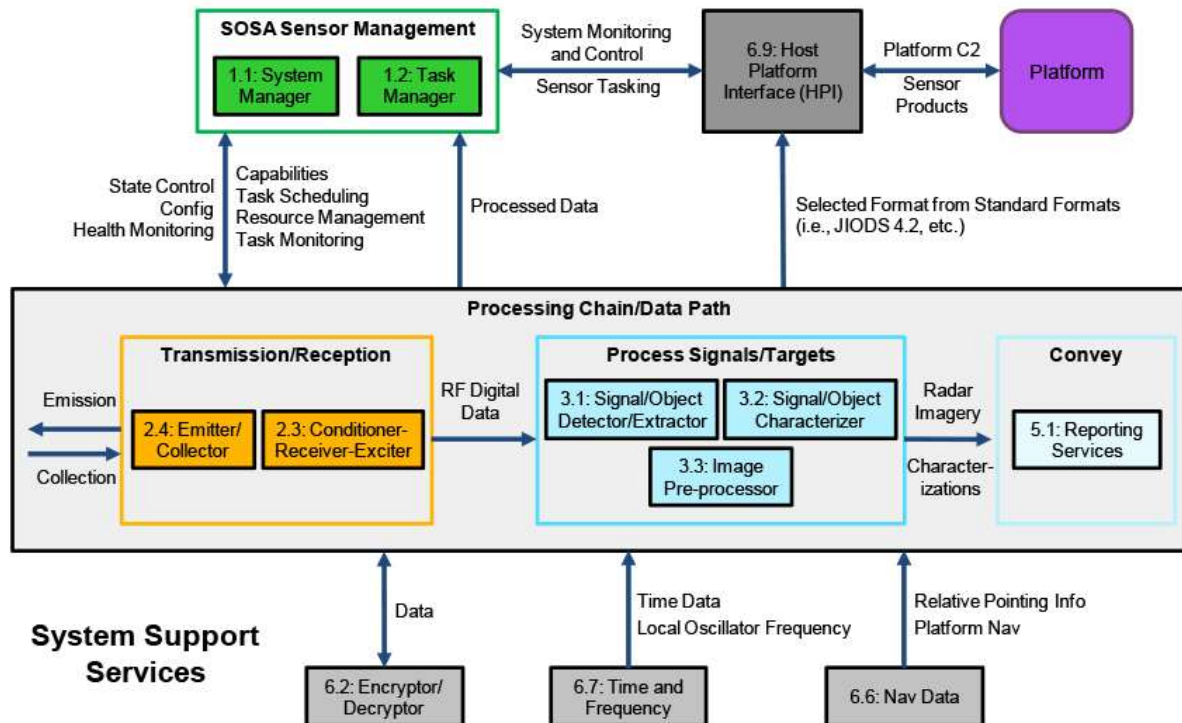 SOSA Sensor Management
1.1: System
Manager
1.2: Task
Manager
System Monitoring
and Control
Sensor Tasking
6.9: Host
Platform
Interface (HPI)
Platform C2
Sensor
Products
Platform
State Control
Config
Health Monitoring
Capabilities
Task Scheduling
Resource Management
Task Monitoring
Processed Data
Selected Format from Standard Formats
(i.e., JIODS 4.2, etc.)
Processing Chain/Data Path
Transmission/Reception
Emission
Collection
2.4: Emitter/
Collector
2.3: Conditioner-
Receiver-Exciter
RF Digital
Data
Process Signals/Targets
3.1: Signal/Object
Detector/Extractor
3.2: Signal/Object
Characterizer
3.3: Image
Pre-processor
Radar
Imagery
Character-
izations
Convey
5.1: Reporting
Services
System Support
Services
Data
Time Data
Local Oscillator Frequency
Relative Pointing Info
Platform Nav
6.2: Encryptor/
Decryptor
6.7: Time and
Frequency
6.6: Nav Data